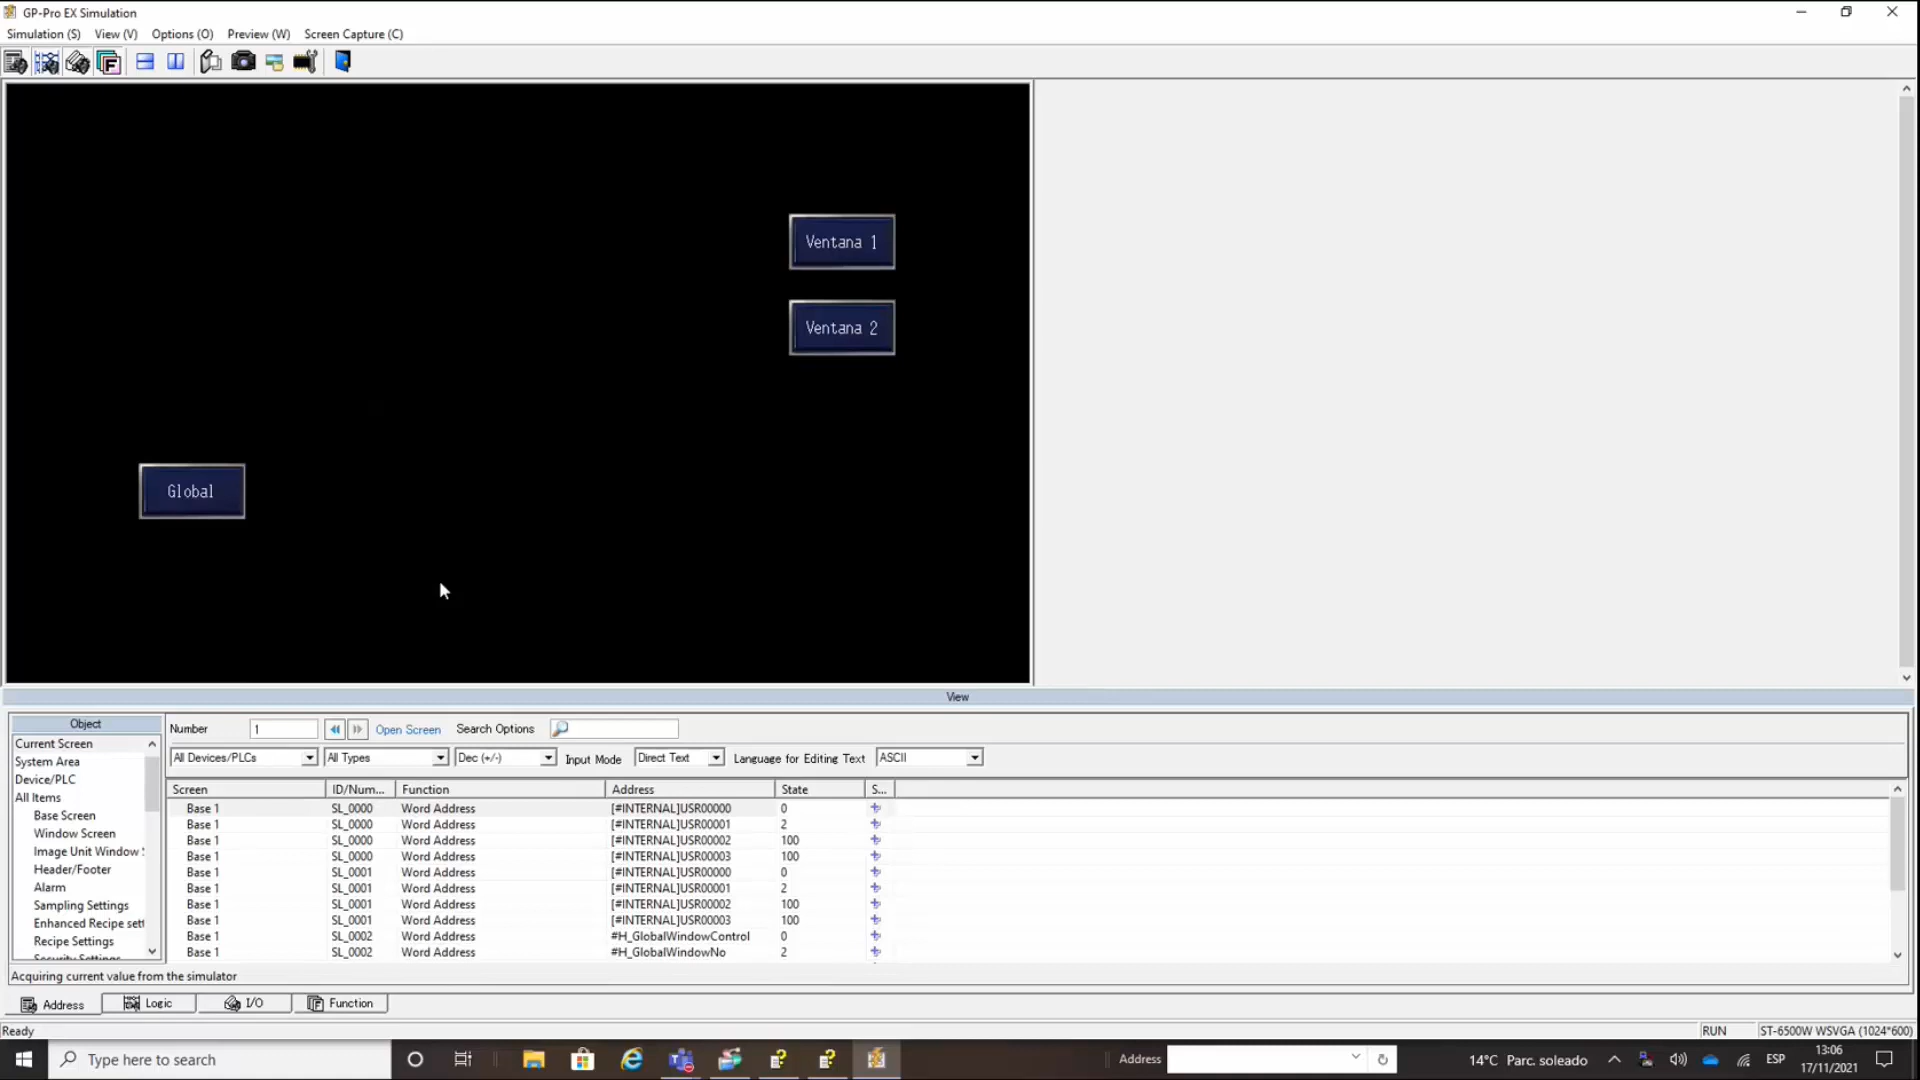 GP-Pro EX Simulation
Simulation (S) View (V) Options (O) Preview (W) Screen Capture (C)
Ventana 1
Ventana 2
Global
View
Object
Current Screen
System Area
Device/PLC
All Items
Base Screen
Window Screen
Image Unit Window
Header/Footer
Alarm
Sampling Settings
Enhanced Recipe sett
Recipe Settings
Security Settings
Number 1 Open Screen Search Options
All Devices/PLCs All Types Dec (+/-) Input Mode Direct Text Language for Editing Text ASCII
Screen ID/Num... Function Address State S...
Base 1 SL_0000 Word Address [#INTERNAL]USR00000 0
Base 1 SL_0000 Word Address [#INTERNAL]USR00001 2
Base 1 SL_0000 Word Address [#INTERNAL]USR00002 100
Base 1 SL_0000 Word Address [#INTERNAL]USR00003 100
Base 1 SL_0001 Word Address [#INTERNAL]USR00000 0
Base 1 SL_0001 Word Address [#INTERNAL]USR00001 2
Base 1 SL_0001 Word Address [#INTERNAL]USR00002 100
Base 1 SL_0001 Word Address [#INTERNAL]USR00003 100
Base 1 SL_0002 Word Address #H_GlobalWindowControl 0
Base 1 SL_0002 Word Address #H_GlobalWindowNo 2
Acquiring current value from the simulator
Address Logic I/O Function
Ready RUN ST-6500W WSVGA (1024*600)
Type here to search Address 14°C Parc. soleado ESP 13:06
17/11/2021